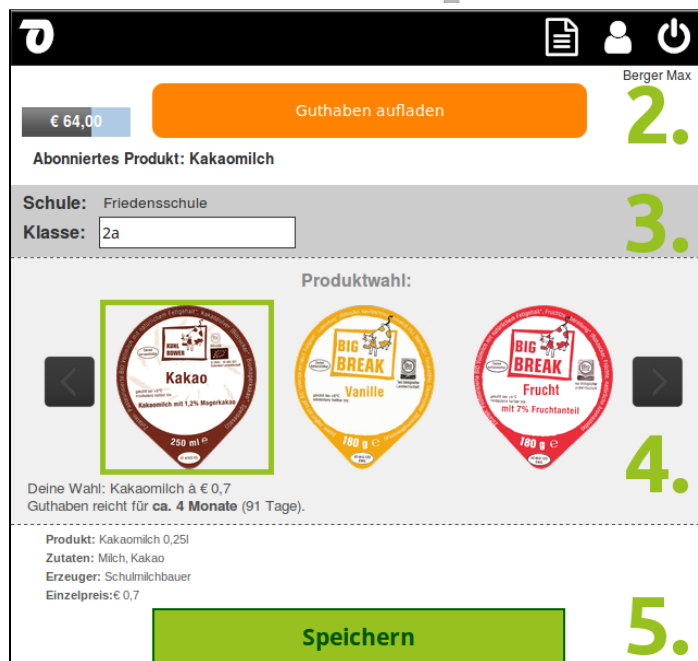 Berger Max
2.
€ 64,00
Guthaben aufladen
Abonniertes Produkt: Kakaomilch
Schule: Friedensschule
Klasse: 2a
3.
Produktwahl:
KUHL
ROWER
Kakao
Kakaomilch mit 1,2% Magerkakao
250 ml e
BIG
BREAK
Vanille
180 g e
BIG
BREAK
Frucht
mit 7% Fruchtanteil
180 g e
4.
Deine Wahl: Kakaomilch à € 0,7
Guthaben reicht für ca. 4 Monate (91 Tage).
Produkt: Kakaomilch 0,25l
Zutaten: Milch, Kakao
Erzeuger: Schulmilchbauer
Einzelpreis:€ 0,7
Speichern
5.